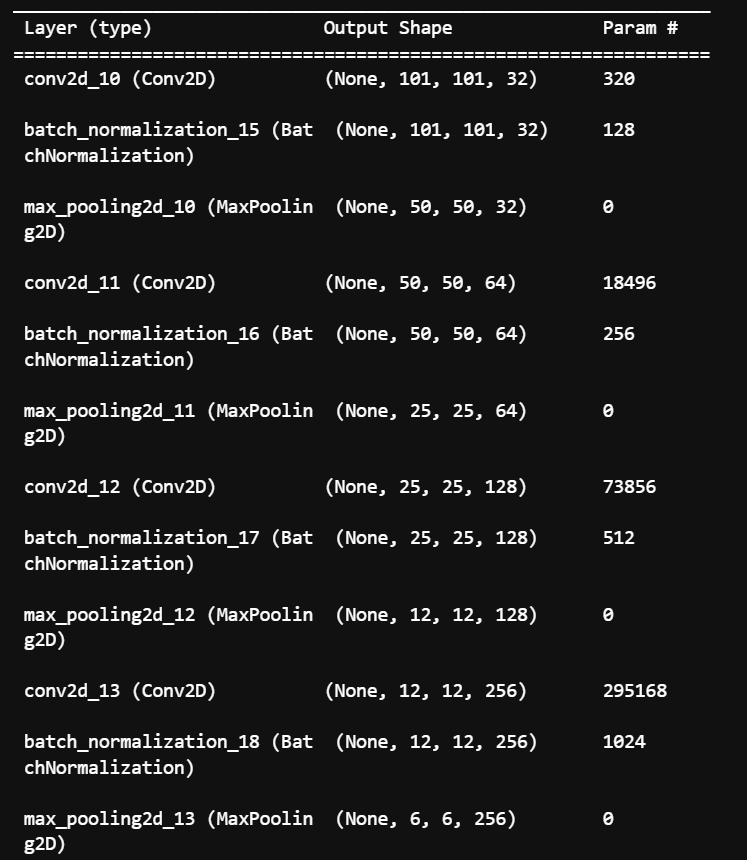 Layer (type) Output Shape Param #
=================================================================
conv2d_10 (Conv2D) (None, 101, 101, 32) 320
batch_normalization_15 (Bat (None, 101, 101, 32) 128
chNormalization)
max_pooling2d_10 (MaxPoolin (None, 50, 50, 32) 0
g2D)
conv2d_11 (Conv2D) (None, 50, 50, 64) 18496
batch_normalization_16 (Bat (None, 50, 50, 64) 256
chNormalization)
max_pooling2d_11 (MaxPoolin (None, 25, 25, 64) 0
g2D)
conv2d_12 (Conv2D) (None, 25, 25, 128) 73856
batch_normalization_17 (Bat (None, 25, 25, 128) 512
chNormalization)
max_pooling2d_12 (MaxPoolin (None, 12, 12, 128) 0
g2D)
conv2d_13 (Conv2D) (None, 12, 12, 256) 295168
batch_normalization_18 (Bat (None, 12, 12, 256) 1024
chNormalization)
max_pooling2d_13 (MaxPoolin (None, 6, 6, 256) 0
g2D)